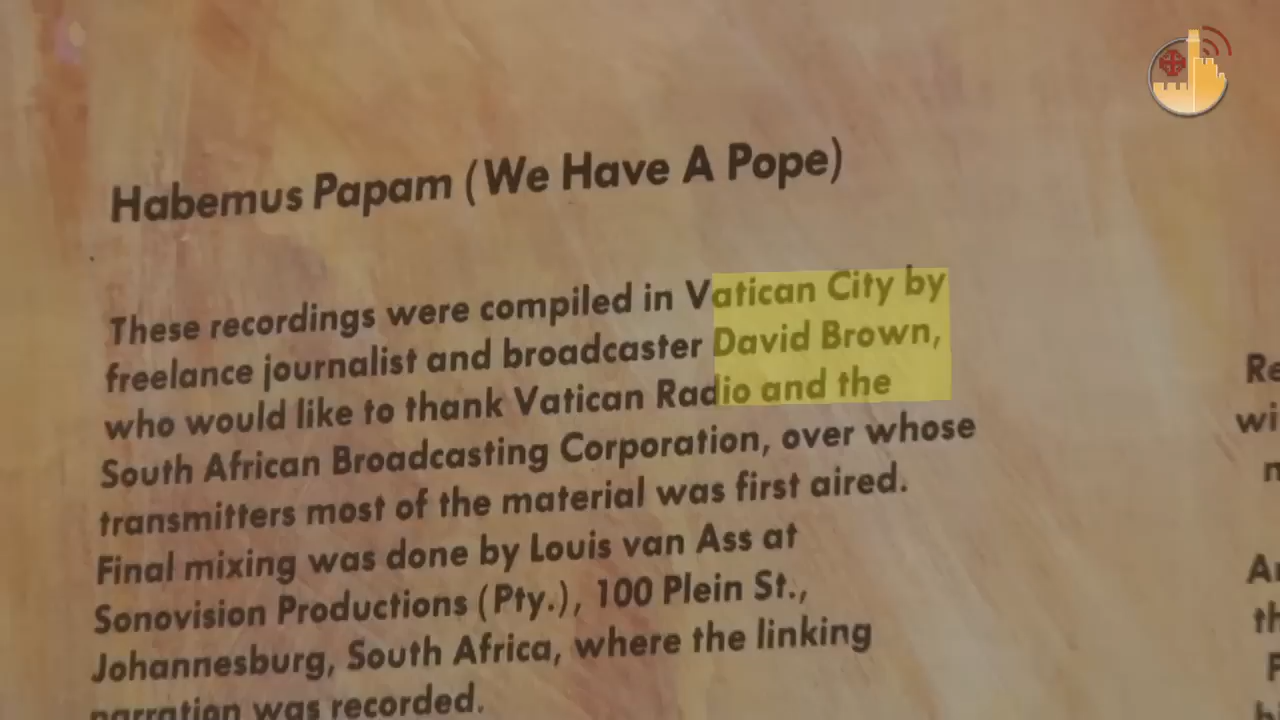 Habemus Papam (We Have A Pope)
These recordings were compiled in Vatican City by
freelance journalist and broadcaster David Brown,
who would like to thank Vatican Radio and the
South African Broadcasting Corporation, over whose
transmitters most of the material was first aired.
Final mixing was done by Louis van Ass at
Sonovision Productions (Pty.), 100 Plein St.,
Johannesburg, South Africa, where the linking
narration was recorded.